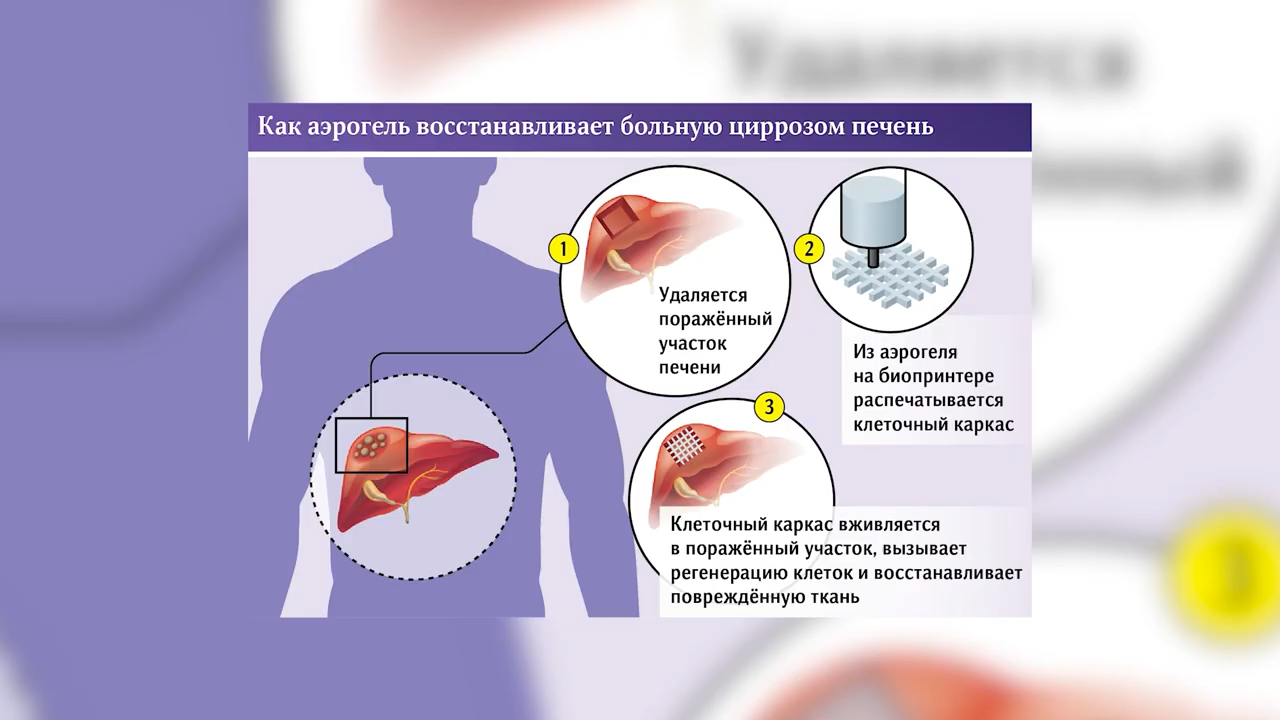 Как аэрогель восстанавливает больную циррозом печень
1
Удаляется
поражённый
участок
печени
2
Из аэрогеля
на биопринтере
распечатывается
клеточный каркас
3
Клеточный каркас вживляется
в поражённый участок, вызывает
регенерацию клеток и восстанавливает
повреждённую ткань